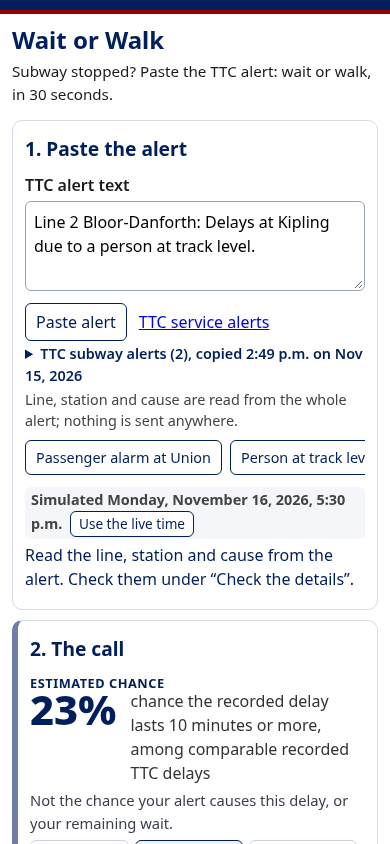 Wait or Walk
Subway stopped? Paste the TTC alert: wait or walk,
in 30 seconds.
1. Paste the alert
TTC alert text
Line 2 Bloor-Danforth: Delays at Kipling
due to a person at track level.
Paste alert TTC service alerts
▶ TTC subway alerts (2), copied 2:49 p.m. on Nov
15, 2026
Line, station and cause are read from the whole
alert; nothing is sent anywhere.
Passenger alarm at Union Person at track lev
Simulated Monday, November 16, 2026, 5:30
p.m. Use the live time
Read the line, station and cause from the
alert. Check them under “Check the details”.
2. The call
ESTIMATED CHANCE
23% chance the recorded delay
lasts 10 minutes or more,
among comparable recorded
TTC delays
Not the chance your alert causes this delay, or
your remaining wait.